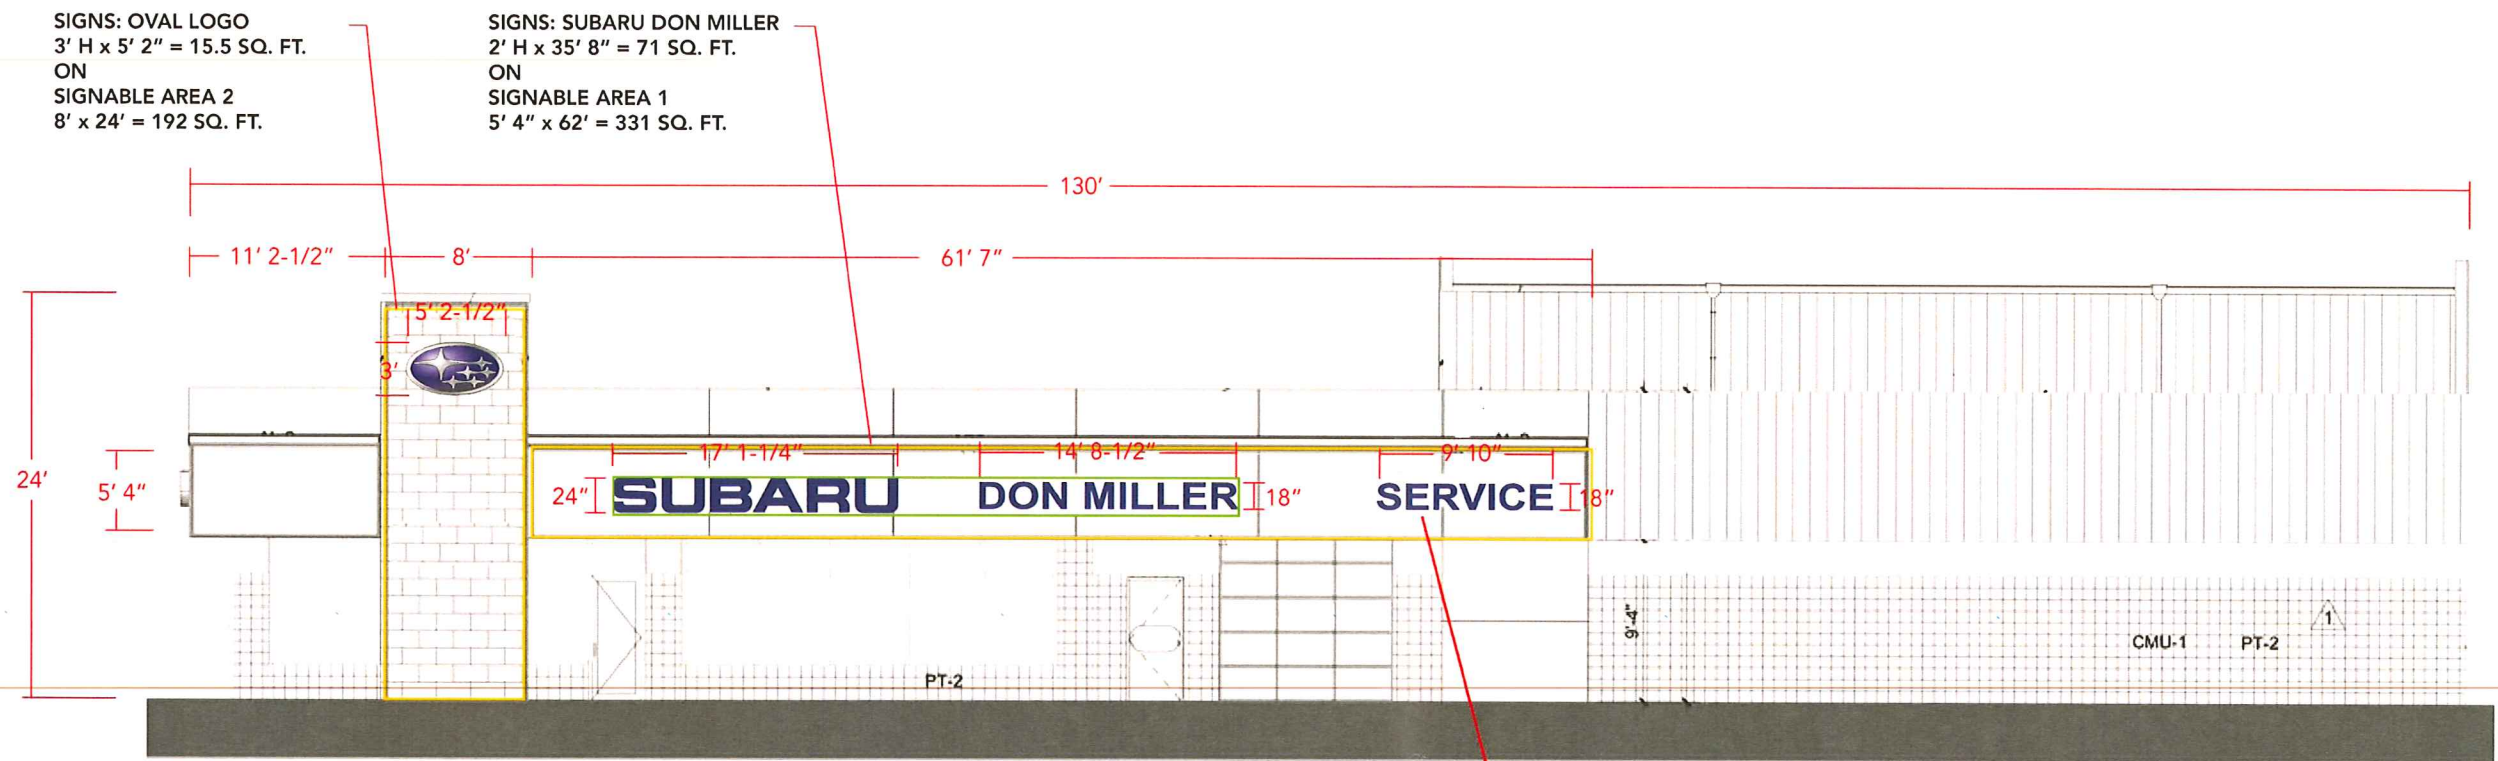 SIGNS: OVAL LOGO
3' H x 5' 2" = 15.5 SQ. FT.
ON
SIGNABLE AREA 2
8' x 24' = 192 SQ. FT.
SIGNS: SUBARU DON MILLER
2' H x 35' 8" = 71 SQ. FT.
ON
SIGNABLE AREA 1
5' 4" x 62' = 331 SQ. FT.
130'
11' 2-1/2" 8' 61' 7"
5' 2-1/2"
3'
17' 1-1/4" 14' 8-1/2" 9' 10"
24' 5' 4" 24" SUBARU DON MILLER 18" SERVICE 18"
9'-4"
1
CMU-1 PT-2
PT-2